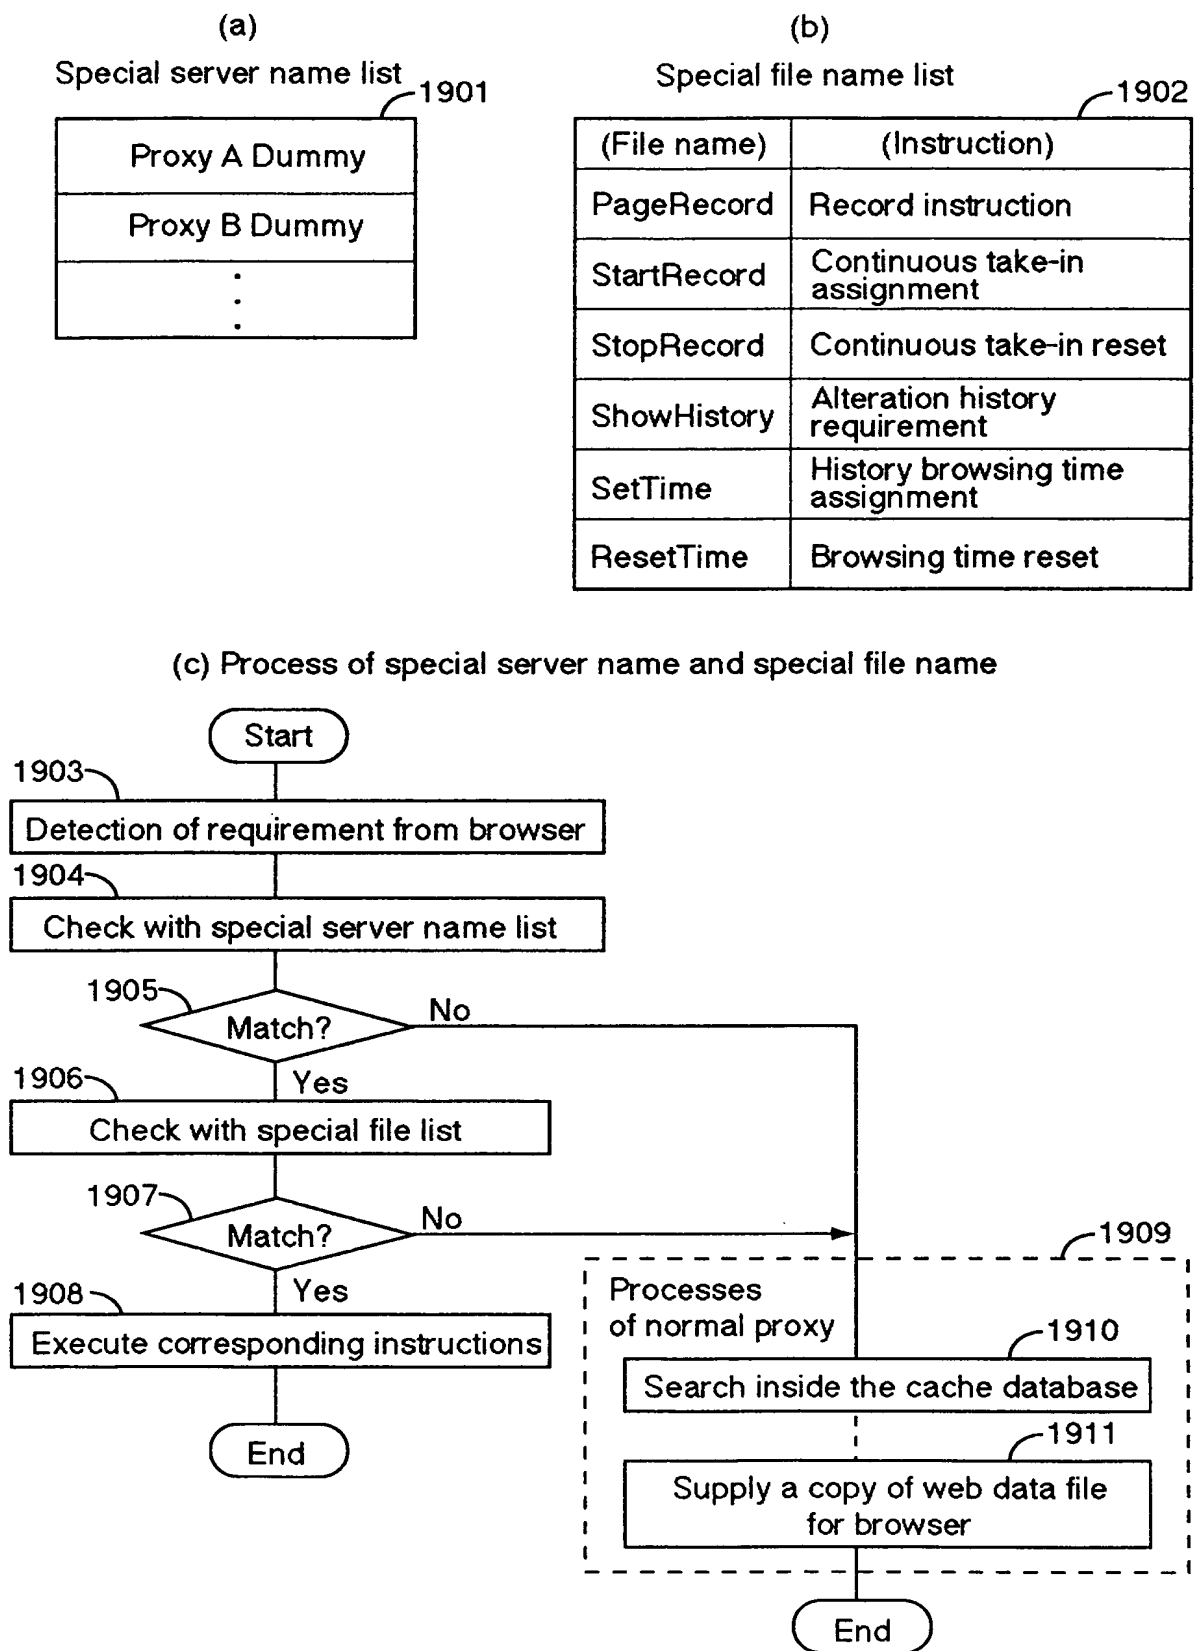 (a)
Special server name list
1901
Proxy A Dummy
Proxy B Dummy
(b)
Special file name list
1902
(File name) (Instruction)
PageRecord Record instruction
StartRecord Continuous take-in
assignment
StopRecord Continuous take-in reset
ShowHistory Alteration history
requirement
SetTime History browsing time
assignment
ResetTime Browsing time reset
(c) Process of special server name and special file name
Start
1903
Detection of requirement from browser
1904
Check with special server name list
1905
Match?
No
Yes
1906
Check with special file list
1907
Match?
No
Yes
1908
Execute corresponding instructions
End
1909
Processes
of normal proxy
1910
Search inside the cache database
1911
Supply a copy of web data file
for browser
End